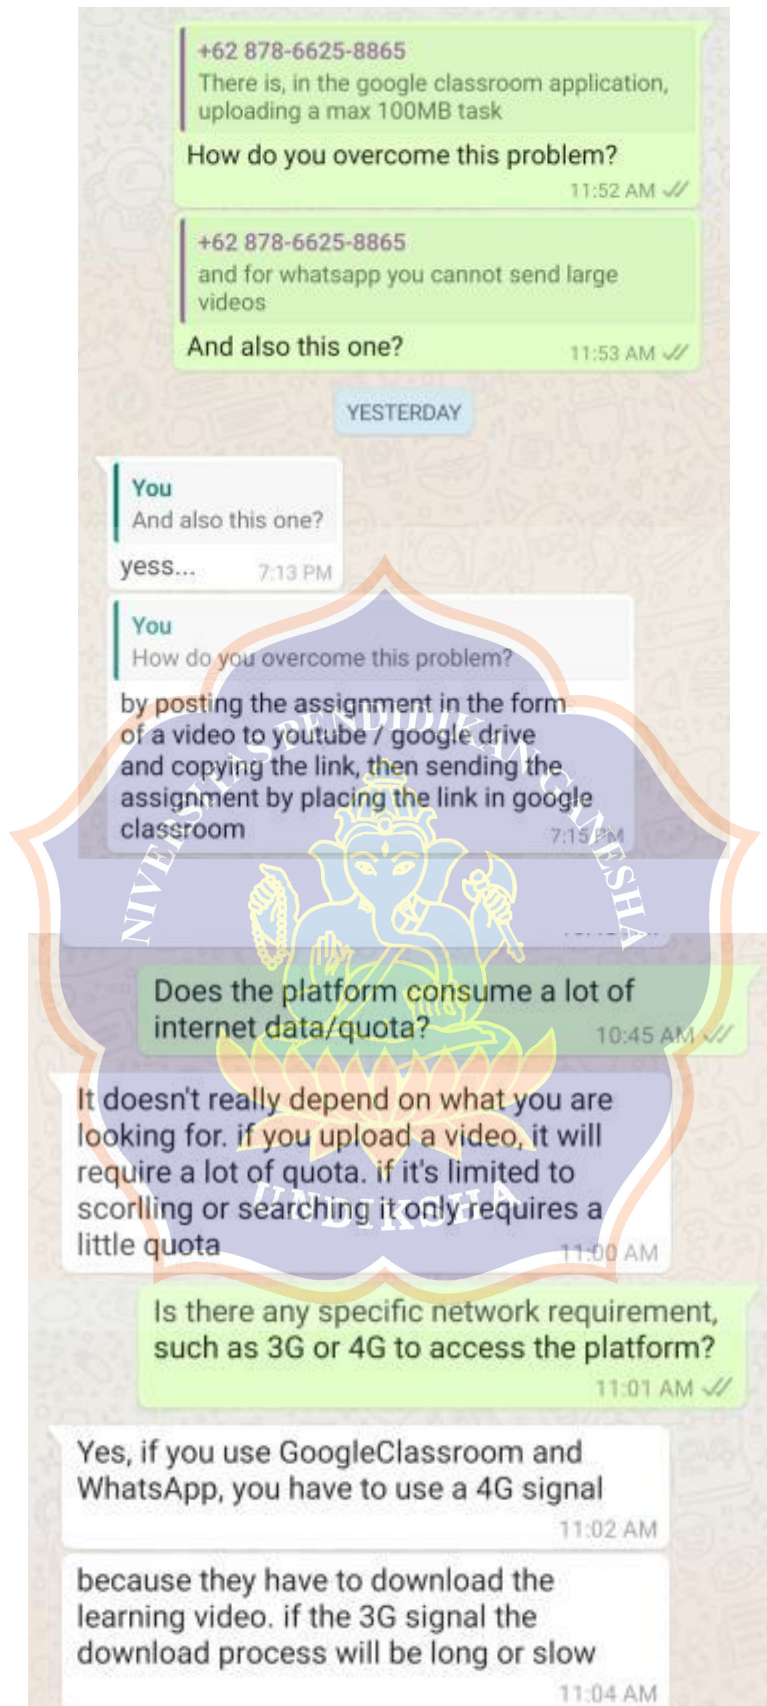 +62 878-6625-8865
There is, in the google classroom application,
uploading a max 100MB task
How do you overcome this problem?
11:52 AM
+62 878-6625-8865
and for whatsapp you cannot send large
videos
And also this one?
11:53 AM
YESTERDAY
You
And also this one?
yess...
7:13 PM
You
How do you overcome this problem?
by posting the assignment in the form
of a video to youtube / google drive
and copying the link, then sending the
assignment by placing the link in google
classroom
7:15 PM
NIVERSITAS PENDIDIKAN GANESHA
Does the platform consume a lot of
internet data/quota?
10:45 AM
It doesn't really depend on what you are
looking for. if you upload a video, it will
require a lot of quota. if it's limited to
scorlling or searching it only requires a
little quota
11:00 AM
UNDIKSHA
Is there any specific network requirement,
such as 3G or 4G to access the platform?
11:01 AM
Yes, if you use GoogleClassroom and
WhatsApp, you have to use a 4G signal
11:02 AM
because they have to download the
learning video. if the 3G signal the
download process will be long or slow
11:04 AM